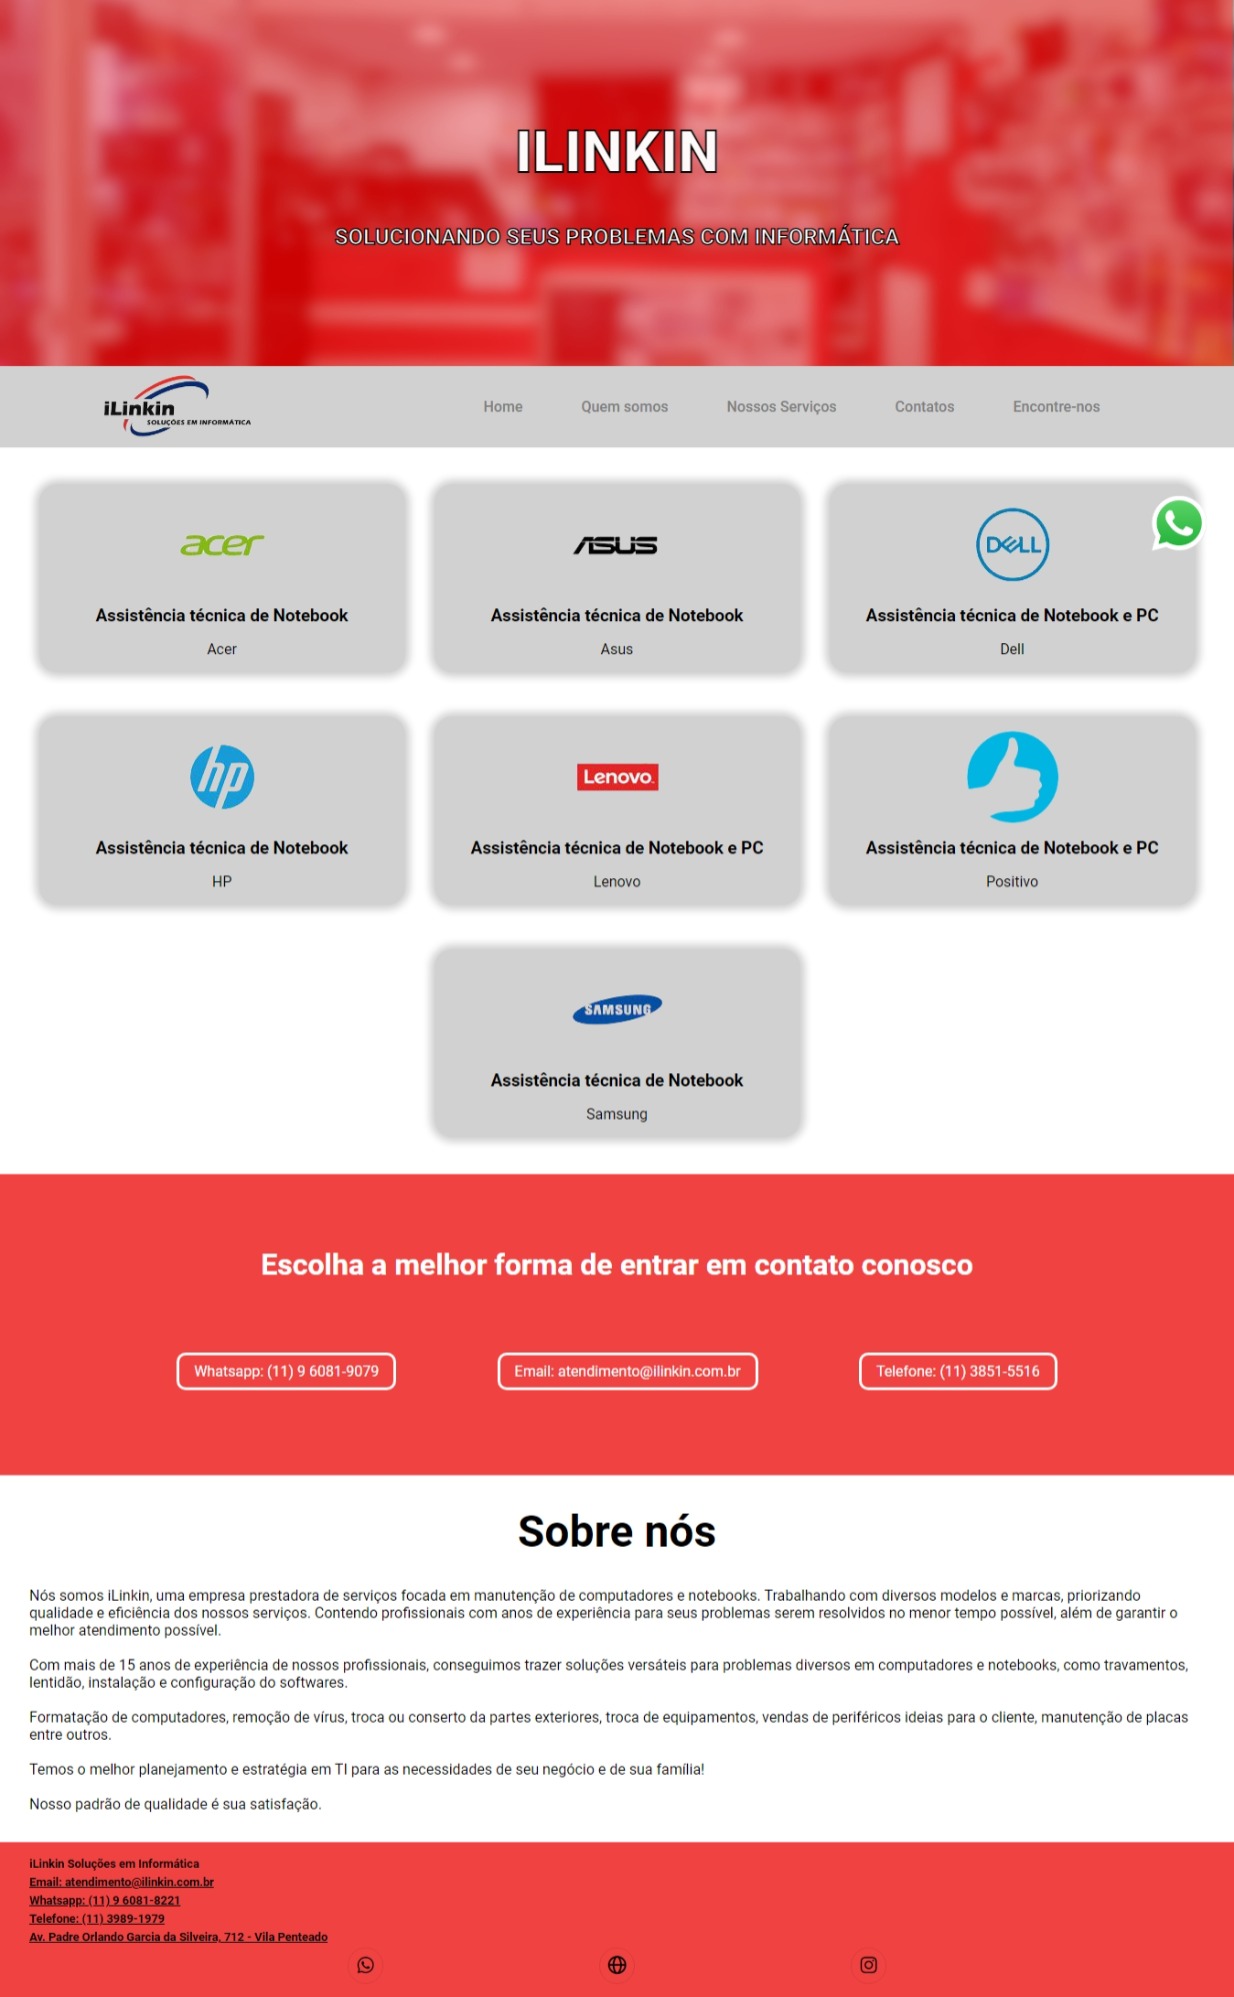 ILINKIN
SOLUCIONANDO SEUS PROBLEMAS COM INFORMÁTICA
iLinkin
SOLUÇÕES EM INFORMÁTICA
Home
Quem somos
Nossos Serviços
Contatos
Encontre-nos
acer
Assistência técnica de Notebook
Acer
ASUS
Assistência técnica de Notebook
Asus
DELL
Assistência técnica de Notebook e PC
Dell
hp
Assistência técnica de Notebook
HP
Lenovo
Assistência técnica de Notebook e PC
Lenovo
Assistência técnica de Notebook e PC
Positivo
SAMSUNG
Assistência técnica de Notebook
Samsung
Escolha a melhor forma de entrar em contato conosco
Whatsapp: (11) 9 6081-9079
Email: atendimento@ilinkin.com.br
Telefone: (11) 3851-5516
Sobre nós
Nós somos iLinkin, uma empresa prestadora de serviços focada em manutenção de computadores e notebooks. Trabalhando com diversos modelos e marcas, priorizando
qualidade e eficiência dos nossos serviços. Contendo profissionais com anos de experiência para seus problemas serem resolvidos no menor tempo possível, além de garantir o
melhor atendimento possível.
Com mais de 15 anos de experiência de nossos profissionais, conseguimos trazer soluções versáteis para problemas diversos em computadores e notebooks, como travamentos,
lentidão, instalação e configuração do softwares.
Formatação de computadores, remoção de vírus, troca ou conserto da partes exteriores, troca de equipamentos, vendas de periféricos ideias para o cliente, manutenção de placas
entre outros.
Temos o melhor planejamento e estratégia em TI para as necessidades de seu negócio e de sua família!
Nosso padrão de qualidade é sua satisfação.
iLinkin Soluções em Informática
Email: atendimento@ilinkin.com.br
Whatsapp: (11) 9 6081-8221
Telefone: (11) 3989-1979
Av. Padre Orlando Garcia da Silveira, 712 - Vila Penteado